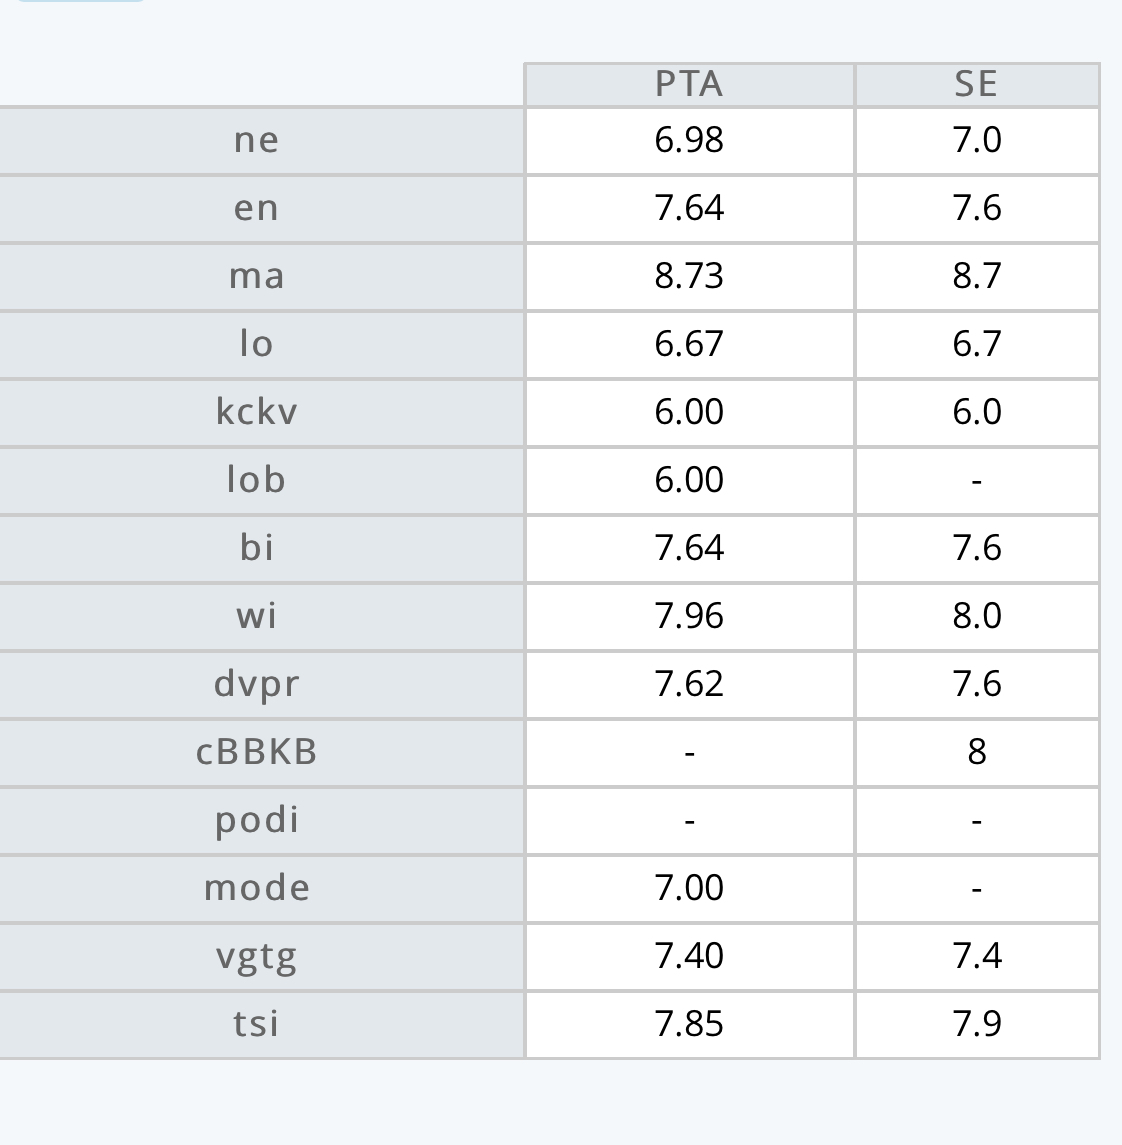 PTA SE
ne 6.98 7.0
en 7.64 7.6
ma 8.73 8.7
lo 6.67 6.7
kckv 6.00 6.0
lob 6.00 -
bi 7.64 7.6
wi 7.96 8.0
dvpr 7.62 7.6
cBBKB - 8
podi - -
mode 7.00 -
vgtg 7.40 7.4
tsi 7.85 7.9